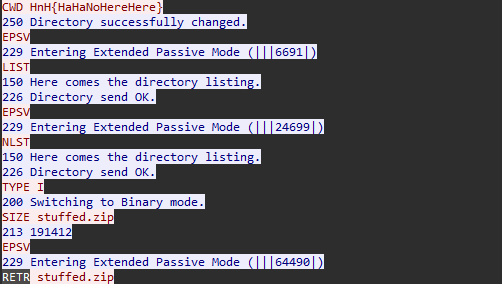 CWD HnH{HaHaNoHereHere}
250 Directory successfully changed.
EPSV
229 Entering Extended Passive Mode (|||6691|)
LIST
150 Here comes the directory listing.
226 Directory send OK.
EPSV
229 Entering Extended Passive Mode (|||24699|)
NLST
150 Here comes the directory listing.
226 Directory send OK.
TYPE I
200 Switching to Binary mode.
SIZE stuffed.zip
213 191412
EPSV
229 Entering Extended Passive Mode (|||64490|)
RETR stuffed.zip